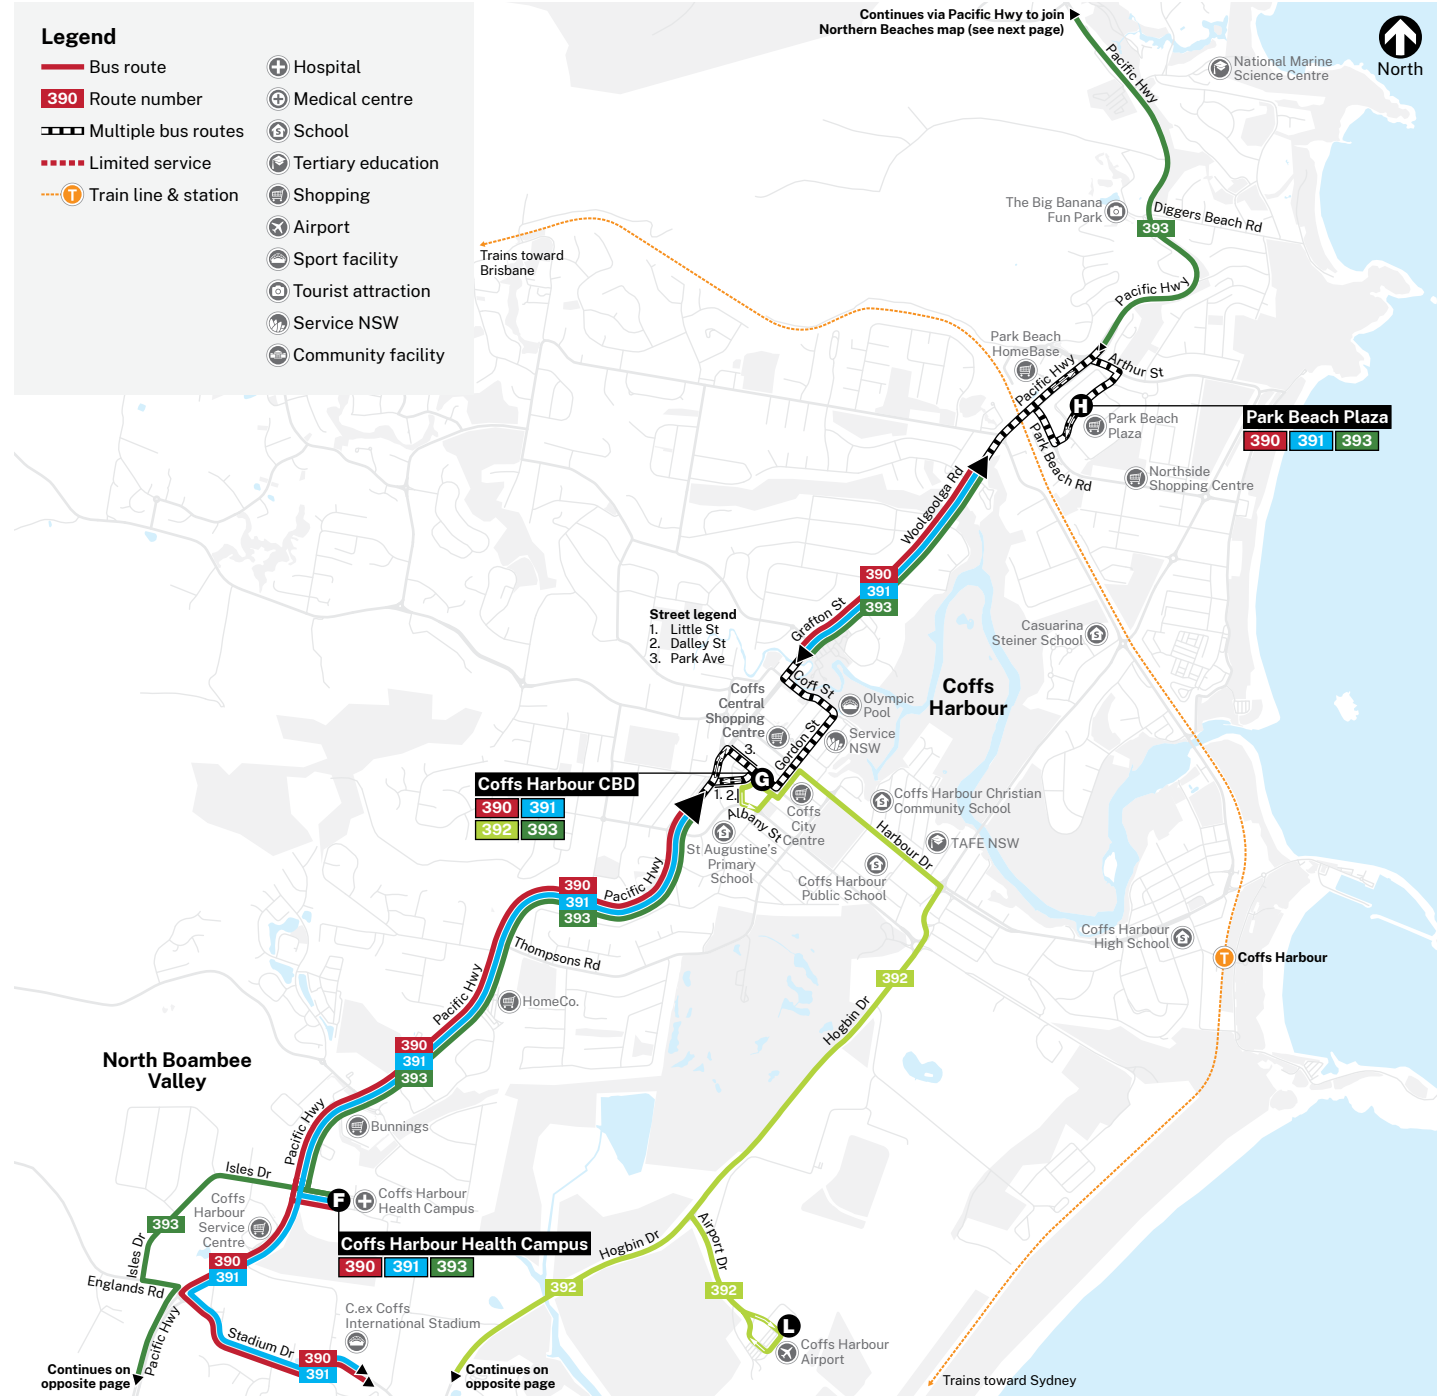 Legend
Bus route
390 Route number
Multiple bus routes
Limited service
T Train line & station
Hospital
Medical centre
School
Tertiary education
Shopping
Airport
Sport facility
Tourist attraction
Service NSW
Community facility
Continues via Pacific Hwy to join
Northern Beaches map (see next page)
North
Pacific Hwy
National Marine
Science Centre
The Big Banana
Fun Park
Diggers Beach Rd
393
Trains toward
Brisbane
Pacific Hwy
Park Beach
HomeBase
Pacific Hwy
Arthur St
H
Park Beach
Plaza
Park Beach Plaza
390 391 393
Park Beach Rd
Northside
Shopping Centre
Woolgoolga Rd
390
391
393
Grafton St
Street legend
1. Little St
2. Dalley St
3. Park Ave
Casuarina
Steiner School
Coff St
Coffs
Harbour
Coffs
Central
Shopping
Centre
Olympic
Pool
Service
NSW
Gordon St
3.
G
1. 2.
Coffs Harbour CBD
390 391
392 393
Albany St
Coffs
City
Centre
Coffs Harbour Christian
Community School
Harbour Dr
TAFE NSW
St Augustine's
Primary
School
Coffs Harbour
Public School
Pacific Hwy
390
391
393
Thompsons Rd
Coffs Harbour
High School
T Coffs Harbour
392
Hogbin Dr
Pacific Hwy
HomeCo.
390
391
393
North Boambee
Valley
Pacific Hwy
Bunnings
Isles Dr
F
Coffs Harbour
Health Campus
Coffs
Harbour
Service
Centre
393
Isles Dr
Coffs Harbour Health Campus
390 391 393
390
391
Englands Rd
Pacific Hwy
Hogbin Dr
Airport Dr
392
392
C.ex Coffs
International Stadium
Stadium Dr
390
391
L
Coffs Harbour
Airport
Continues on
opposite page
Continues on
opposite page
Trains toward Sydney